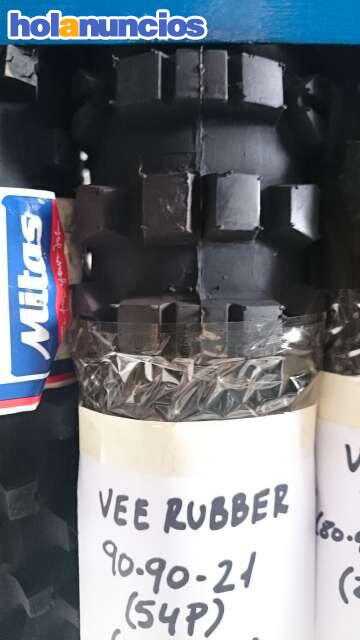 holanuncios
Mitas
VEE RUBBER
90-90-21
(54P)